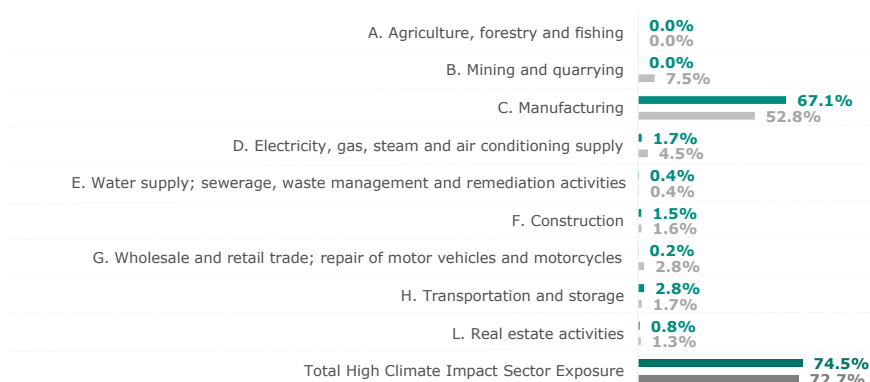 A. Agriculture, forestry and fishing
0.0%
0.0%
B. Mining and quarrying
0.0%
7.5%
C. Manufacturing
67.1%
52.8%
D. Electricity, gas, steam and air conditioning supply
1.7%
4.5%
E. Water supply; sewerage, waste management and remediation activities
0.4%
0.4%
F. Construction
1.5%
1.6%
G. Wholesale and retail trade; repair of motor vehicles and motorcycles
0.2%
2.8%
H. Transportation and storage
2.8%
1.7%
L. Real estate activities
0.8%
1.3%
Total High Climate Impact Sector Exposure
74.5%
72.7%